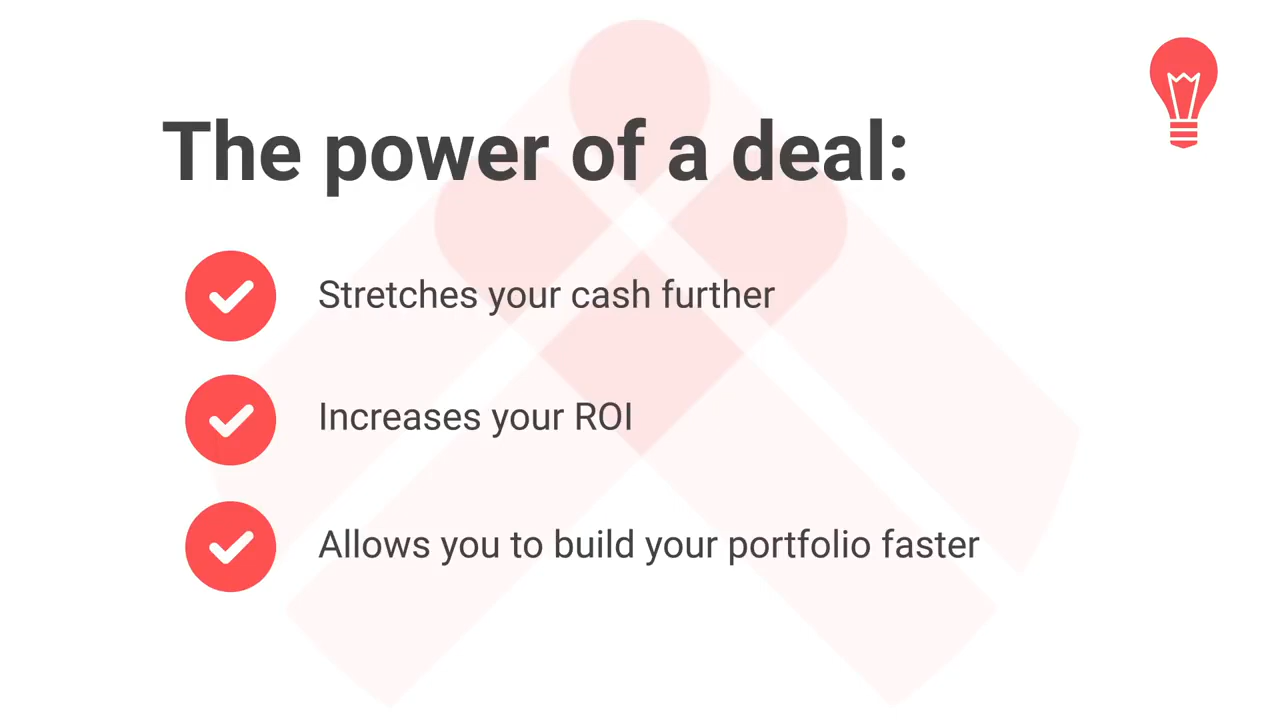 The power of a deal:
Stretches your cash further
Increases your ROI
Allows you to build your portfolio faster